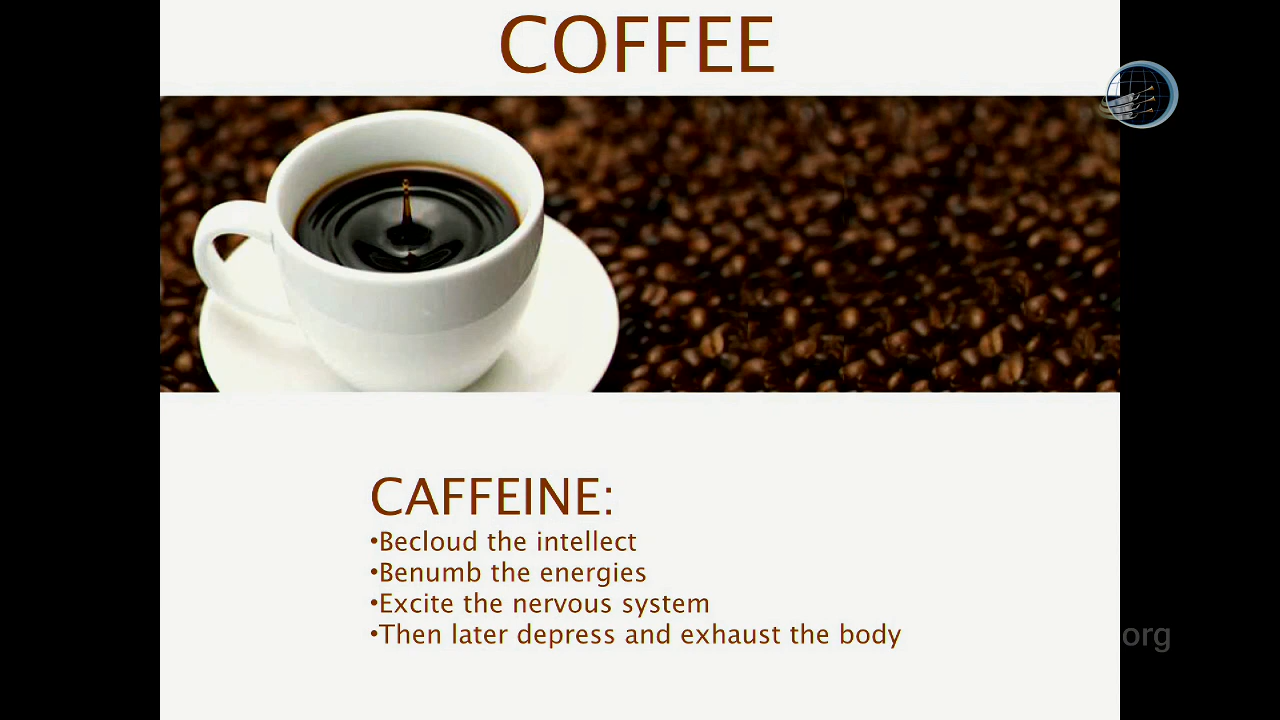 COFFEE
CAFFEINE:
•Becloud the intellect
•Benumb the energies
•Excite the nervous system
•Then later depress and exhaust the body
org